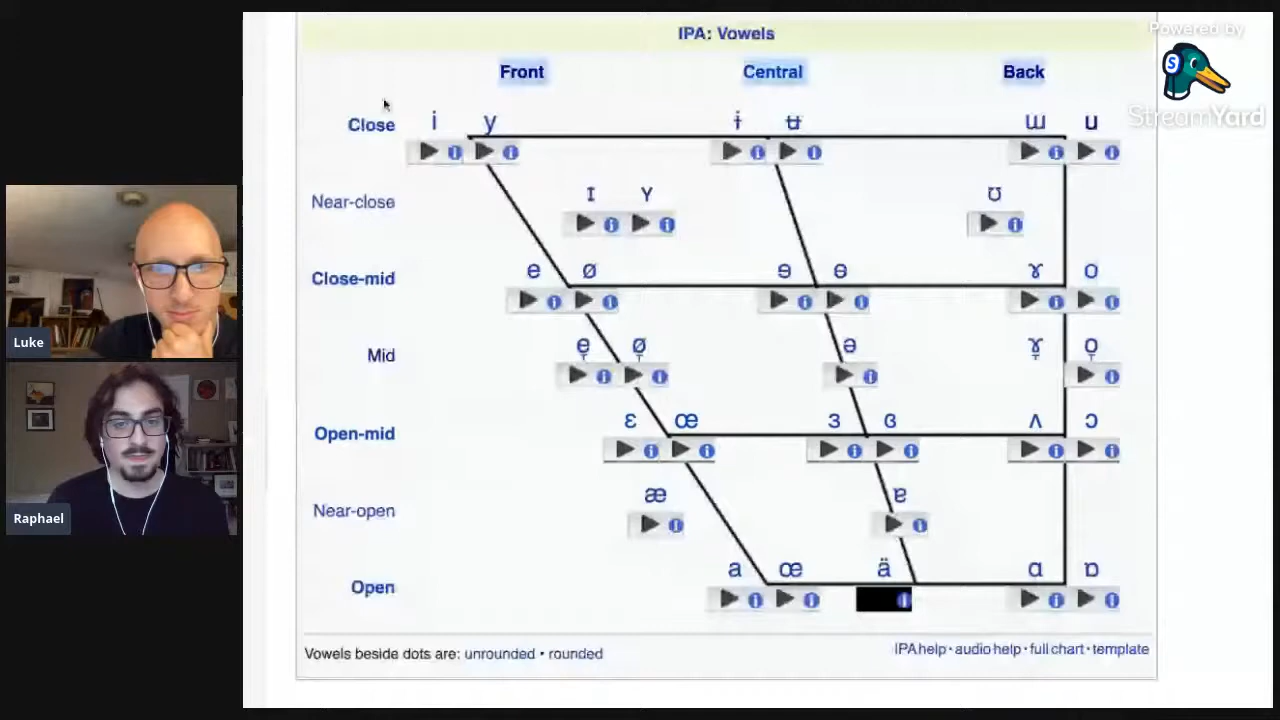 IPA: Vowels
Powered by
StreamYard
Front Central Back
Close i y ɨ ʉ ɯ u
Near-close ɪ ʏ ʊ
Close-mid e ø ɘ ɵ ɤ o
Mid e̞ ø̞ ə ɤ̞ o̞
Open-mid ɛ œ ɜ ɞ ʌ ɔ
Near-open æ ɐ
Open a œ ä ɑ ɒ
Vowels beside dots are: unrounded • rounded
IPA help · audio help · full chart · template
Luke
Raphael